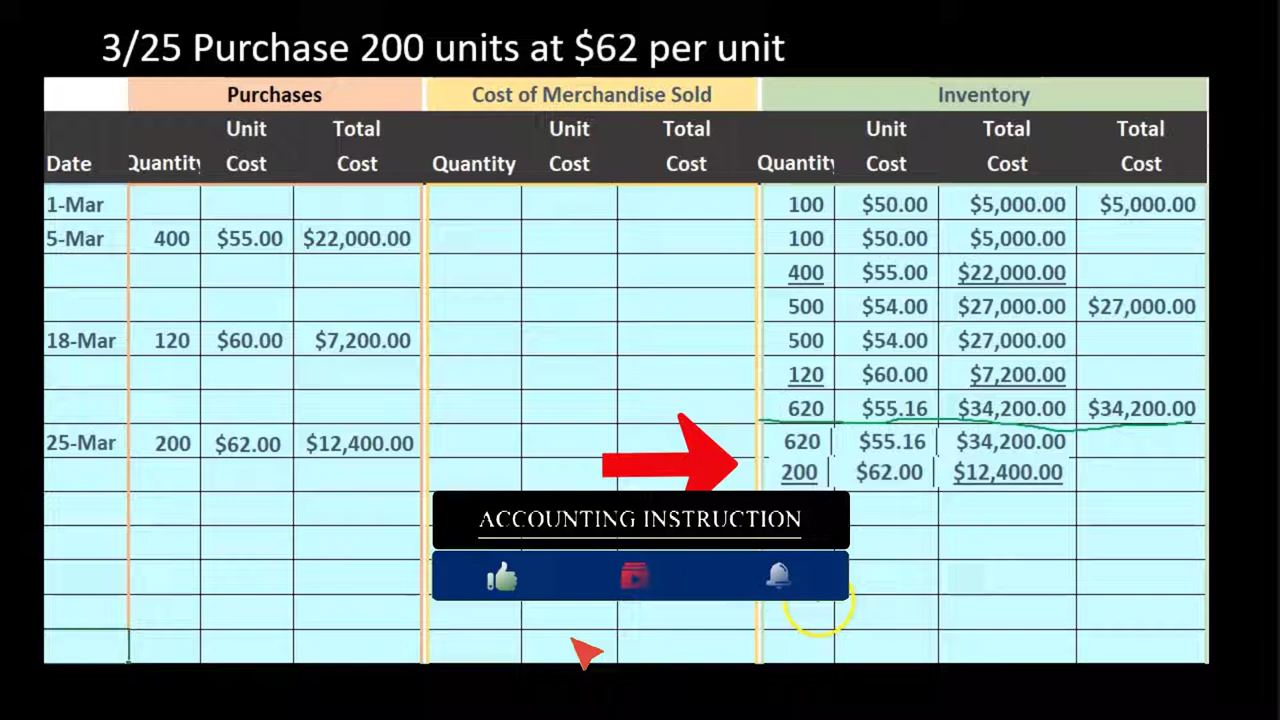 3/25 Purchase 200 units at $62 per unit
Purchases Cost of Merchandise Sold Inventory
Unit Total Unit Total Unit Total Total
Date Quantity Cost Cost Quantity Cost Cost Quantity Cost Cost Cost
1-Mar 100 $50.00 $5,000.00 $5,000.00
5-Mar 400 $55.00 $22,000.00 100 $50.00 $5,000.00
400 $55.00 $22,000.00
500 $54.00 $27,000.00 $27,000.00
18-Mar 120 $60.00 $7,200.00 500 $54.00 $27,000.00
120 $60.00 $7,200.00
620 $55.16 $34,200.00 $34,200.00
25-Mar 200 $62.00 $12,400.00 620 $55.16 $34,200.00
200 $62.00 $12,400.00
ACCOUNTING INSTRUCTION